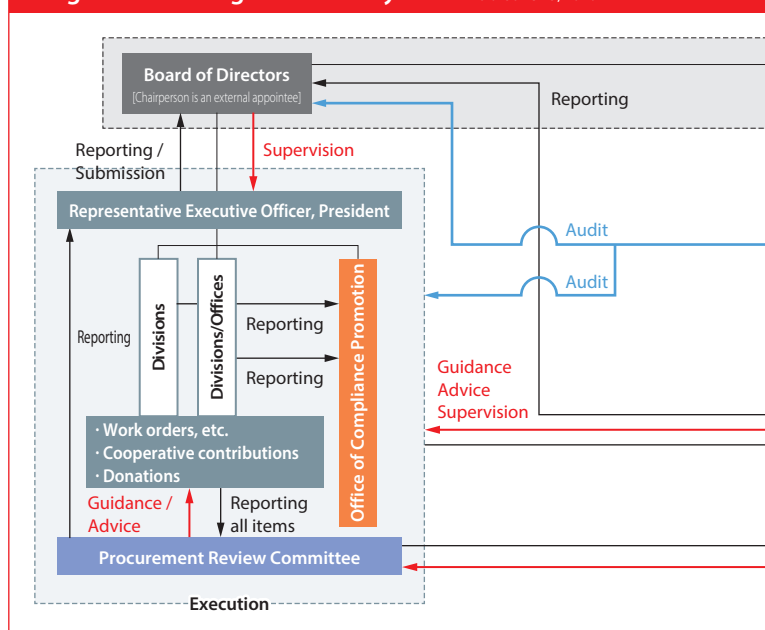 Board of Directors
[Chairperson is an external appointee]
Reporting
Reporting /
Submission
Supervision
Representative Executive Officer, President
Audit
Audit
Divisions
Divisions/Offices
Office of Compliance Promotion
Reporting
Reporting
Reporting
Guidance
Advice
Supervision
· Work orders, etc.
· Cooperative contributions
· Donations
Guidance /
Advice
Reporting
all items
Procurement Review Committee
Execution